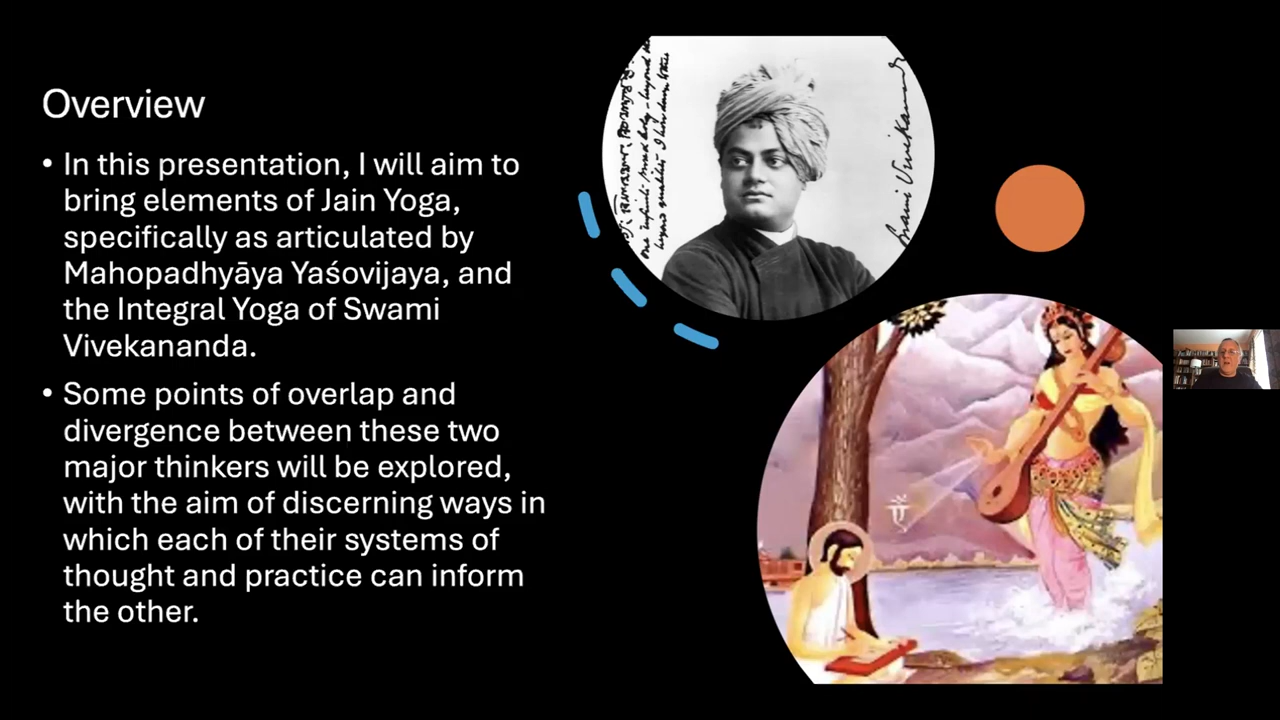 Overview
• In this presentation, I will aim to
bring elements of Jain Yoga,
specifically as articulated by
Mahopadhyāya Yaśovijaya, and
the Integral Yoga of Swami
Vivekananda.
• Some points of overlap and
divergence between these two
major thinkers will be explored,
with the aim of discerning ways in
which each of their systems of
thought and practice can inform
the other.
Swami Vivekananda
ऐं